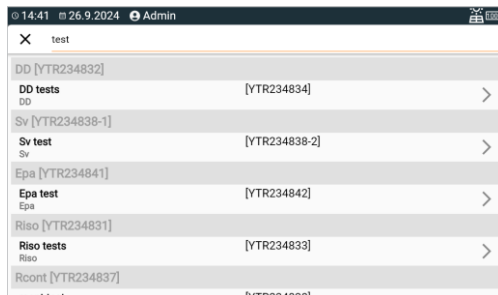 14:41 26.9.2024 Admin
test
DD [YTR234832]
DD tests [YTR234834]
DD
Sv [YTR234838-1]
Sv test [YTR234838-2]
Sv
Epa [YTR234841]
Epa test [YTR234842]
Epa
Riso [YTR234831]
Riso tests [YTR234833]
Riso
Rcont [YTR234837]